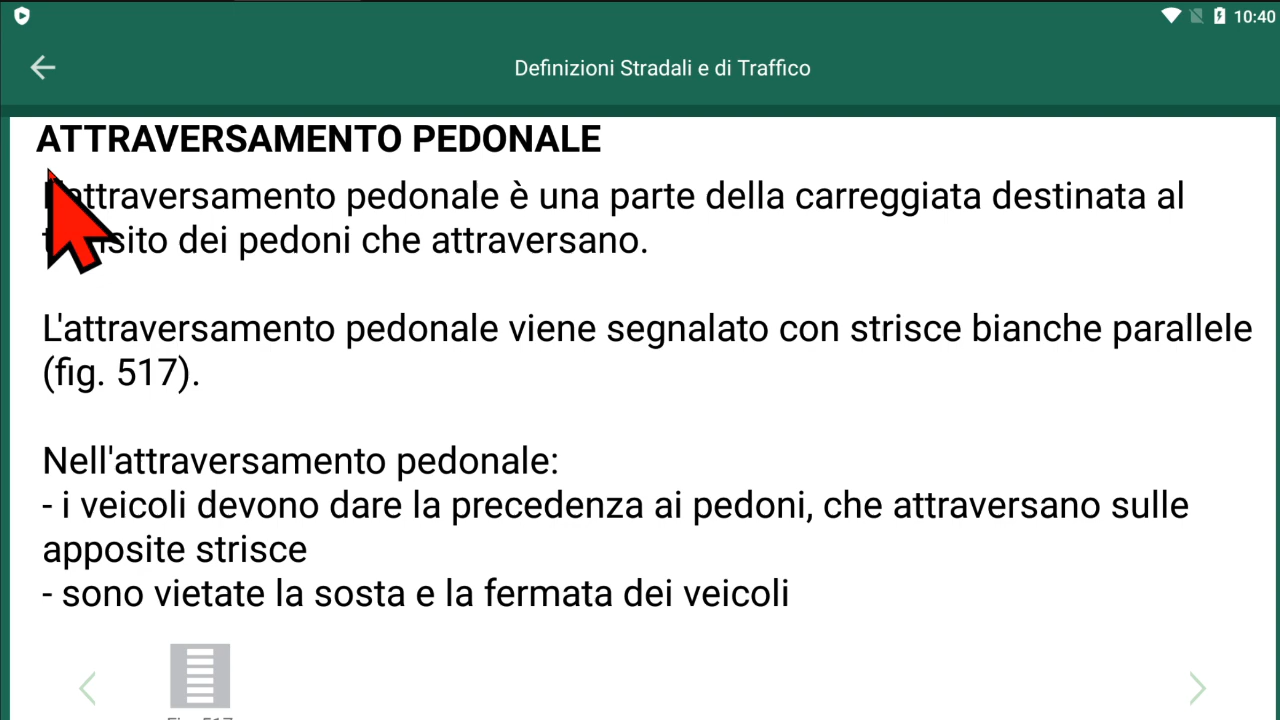 10:40
Definizioni Stradali e di Traffico
ATTRAVERSAMENTO PEDONALE
L'attraversamento pedonale è una parte della carreggiata destinata al
transito dei pedoni che attraversano.
L'attraversamento pedonale viene segnalato con strisce bianche parallele
(fig. 517).
Nell'attraversamento pedonale:
- i veicoli devono dare la precedenza ai pedoni, che attraversano sulle
apposite strisce
- sono vietate la sosta e la fermata dei veicoli